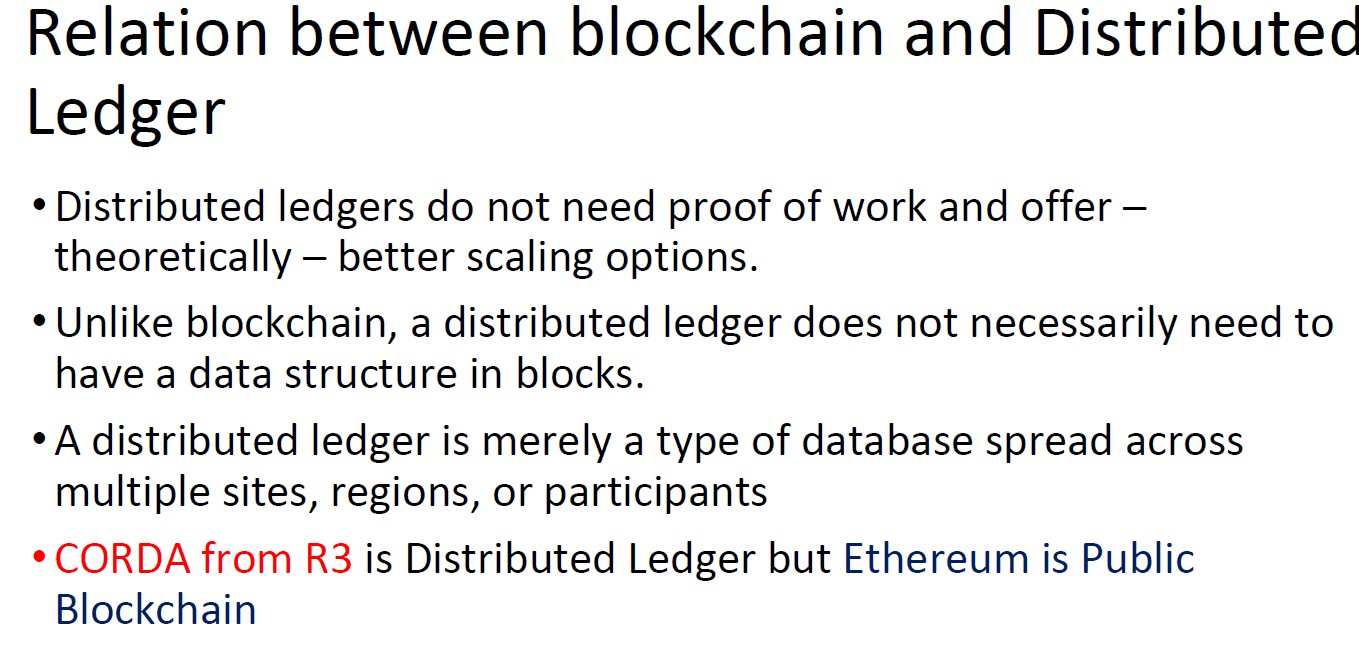 Relation between blockchain and Distributed
Ledger
• Distributed ledgers do not need proof of work and offer –
theoretically – better scaling options.
• Unlike blockchain, a distributed ledger does not necessarily need to
have a data structure in blocks.
• A distributed ledger is merely a type of database spread across
multiple sites, regions, or participants
• CORDA from R3 is Distributed Ledger but Ethereum is Public
Blockchain